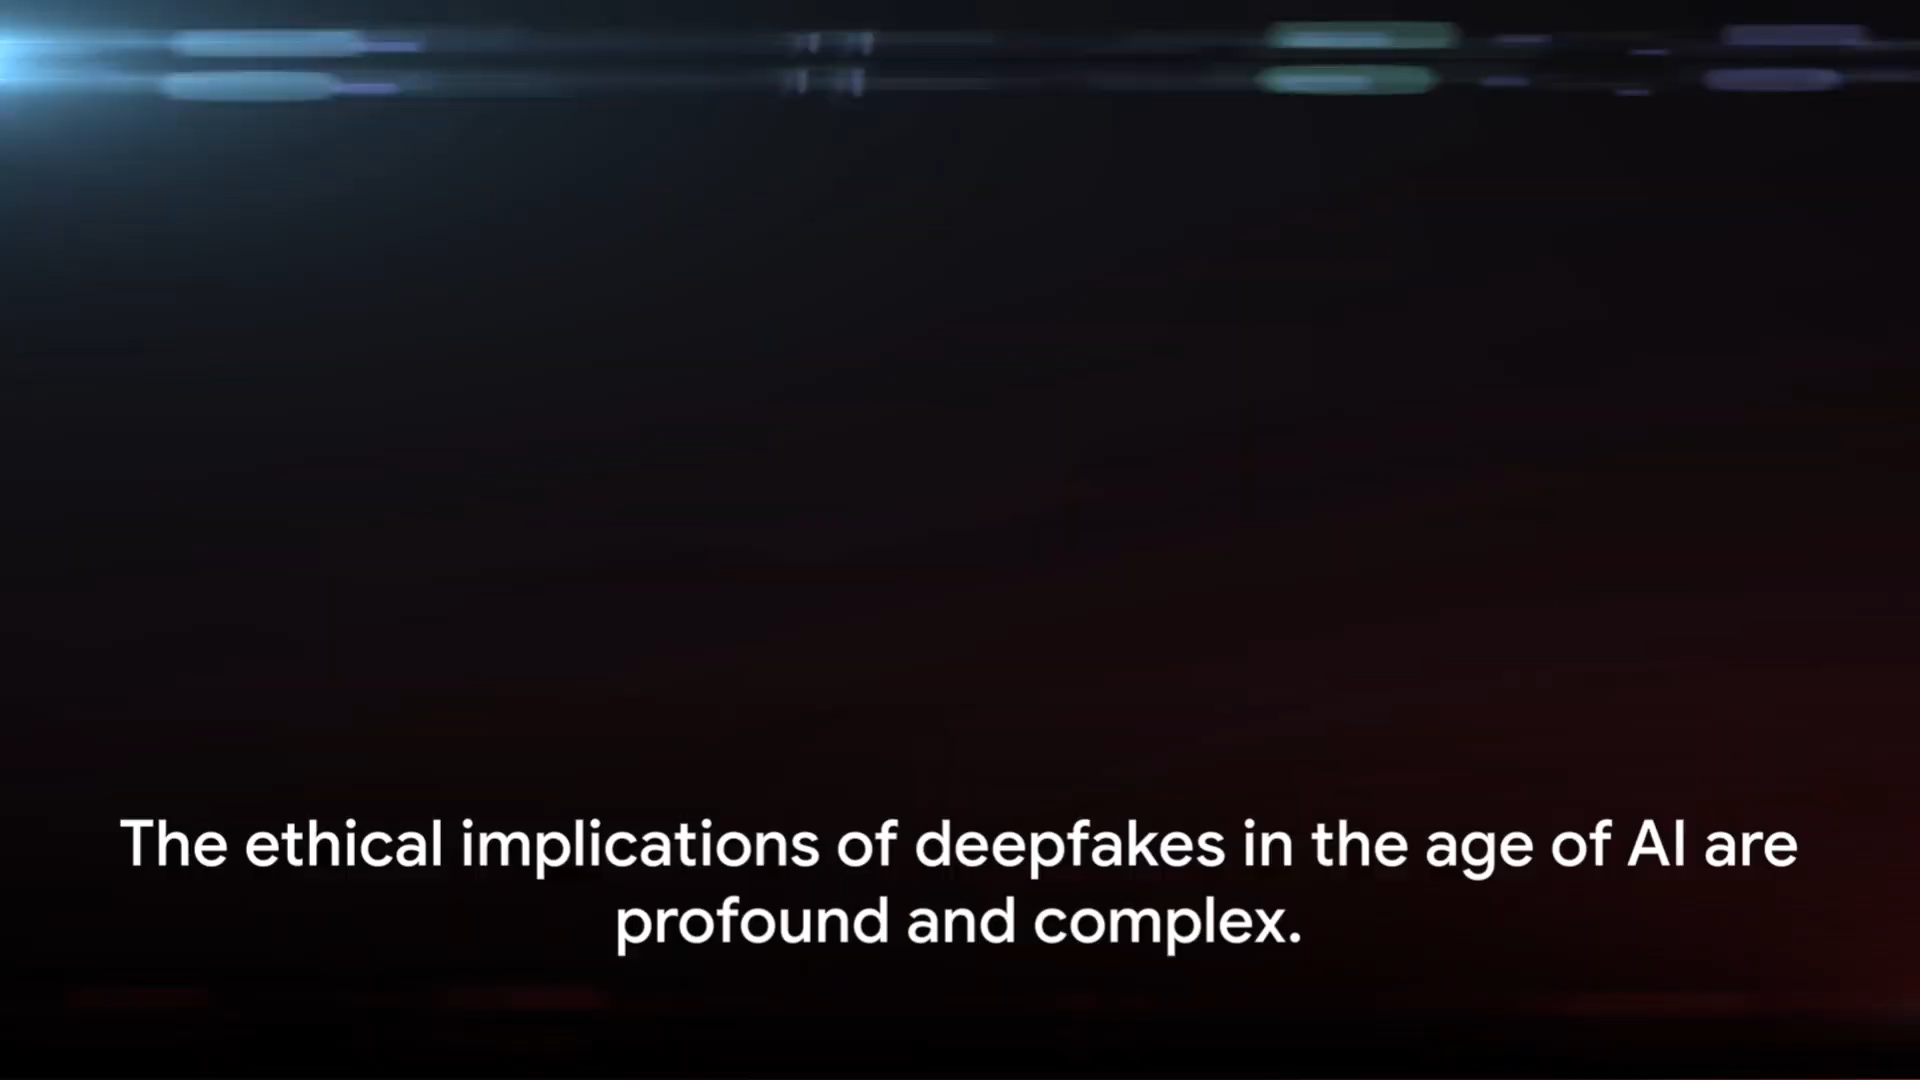 The ethical implications of deepfakes in the age of AI are
profound and complex.